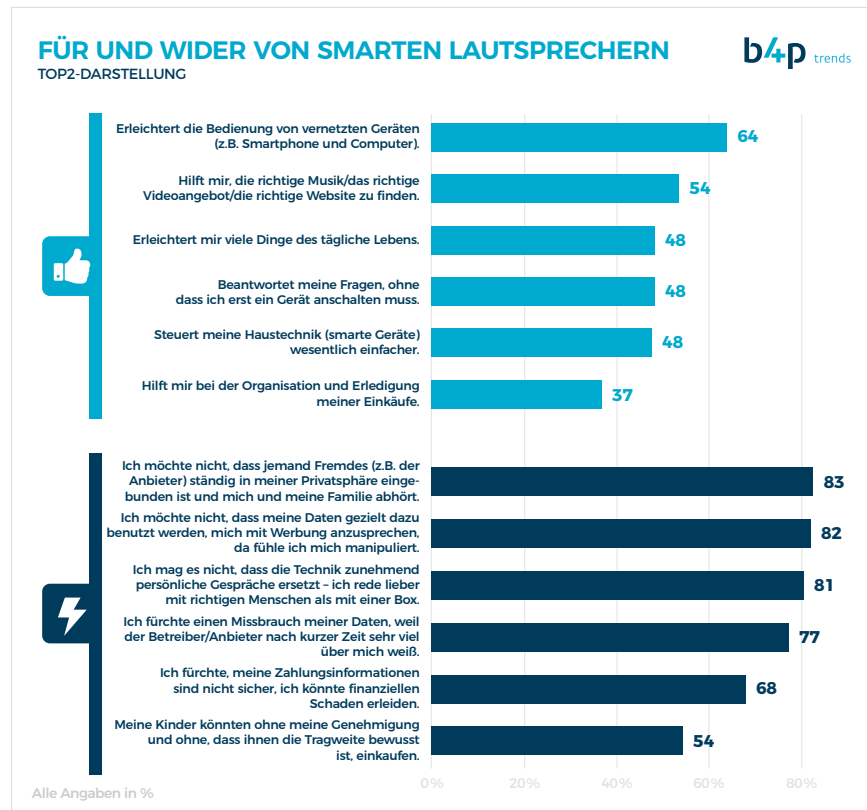 FÜR UND WIDER VON SMARTEN LAUTSPRECHERN
TOP2-DARSTELLUNG
b4p trends
Erleichtert die Bedienung von vernetzten Geräten
(z.B. Smartphone und Computer).
64
Hilft mir, die richtige Musik/das richtige
Videoangebot/die richtige Website zu finden.
54
Erleichtert mir viele Dinge des tägliche Lebens.
48
Beantwortet meine Fragen, ohne
dass ich erst ein Gerät anschalten muss.
48
Steuert meine Haustechnik (smarte Geräte)
wesentlich einfacher.
48
Hilft mir bei der Organisation und Erledigung
meiner Einkäufe.
37
Ich möchte nicht, dass jemand Fremdes (z.B. der
Anbieter) ständig in meiner Privatsphäre einge-
bunden ist und mich und meine Familie abhört.
83
Ich möchte nicht, dass meine Daten gezielt dazu
benutzt werden, mich mit Werbung anzusprechen,
da fühle ich mich manipuliert.
82
Ich mag es nicht, dass die Technik zunehmend
persönliche Gespräche ersetzt – ich rede lieber
mit richtigen Menschen als mit einer Box.
81
Ich fürchte einen Missbrauch meiner Daten, weil
der Betreiber/Anbieter nach kurzer Zeit sehr viel
über mich weiß.
77
Ich fürchte, meine Zahlungsinformationen
sind nicht sicher, ich könnte finanziellen
Schaden erleiden.
68
Meine Kinder könnten ohne meine Genehmigung
und ohne, dass ihnen die Tragweite bewusst
ist, einkaufen.
54
0% 20% 40% 60% 80%
Alle Angaben in %